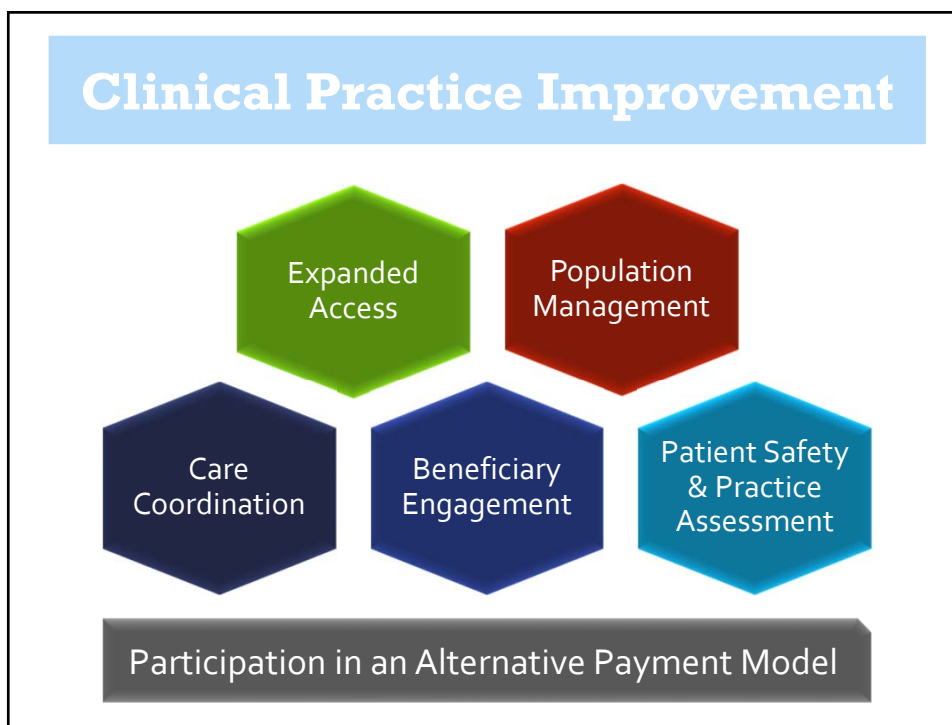 Clinical Practice Improvement
Expanded
Access
Population
Management
Care
Coordination
Beneficiary
Engagement
Patient Safety
& Practice
Assessment
Participation in an Alternative Payment Model